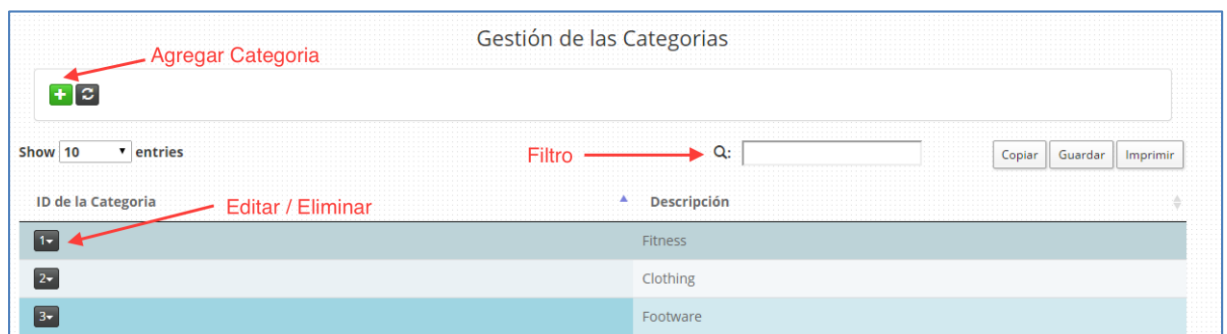 Gestión de las Categorias
Agregar Categoria
Show 10 entries
Filtro
:
Copiar Guardar Imprimir
ID de la Categoria
Editar / Eliminar
Descripción
1 Fitness
2 Clothing
3 Footware